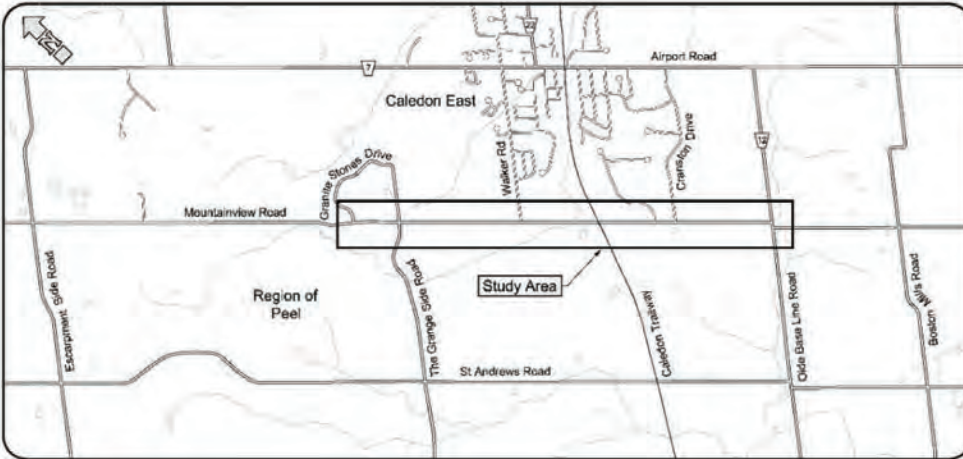 N
22
7
Airport Road
Caledon East
Granite Stones Drive
Walker Rd
Cranston Drive
12
Mountainview Road
Study Area
Region of
Peel
Escarpment Side Road
The Grange Side Road
Caledon Trailway
Olde Base Line Road
Boston Mills Road
St Andrews Road